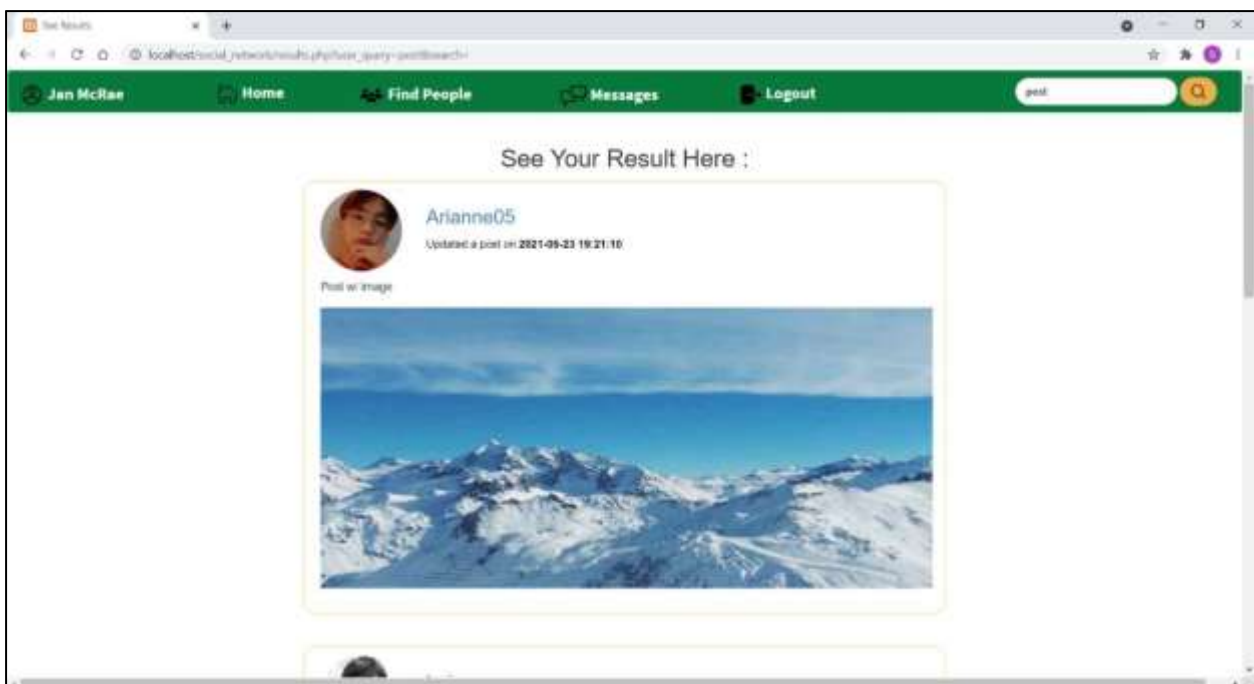 See Results
localhost/social_network/results.php?user_query=post&search=
Jan McRae Home Find People Messages Logout post
See Your Result Here :
Arianne05
Updated a post on 2021-05-23 19:21:10
Post w/ image